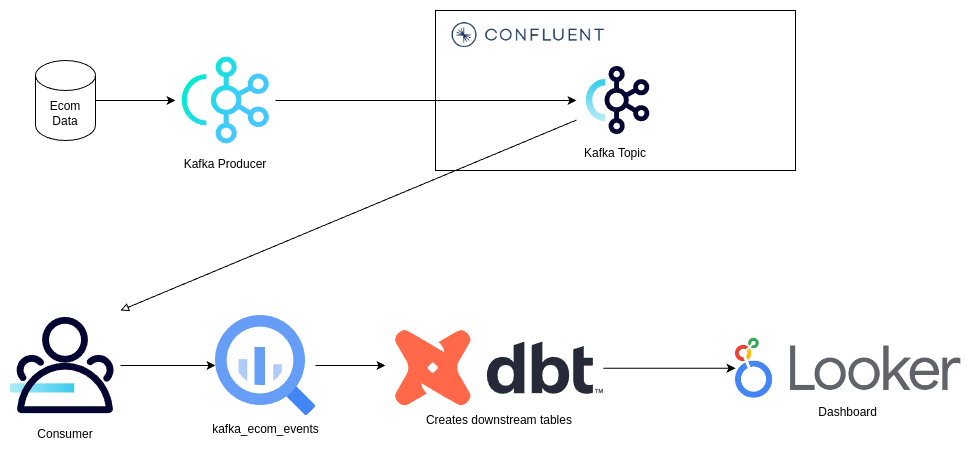 CONFLUENT
Ecom
Data
Kafka Producer
Kafka Topic
Consumer
kafka_ecom_events
dbt™
Creates downstream tables
Looker
Dashboard